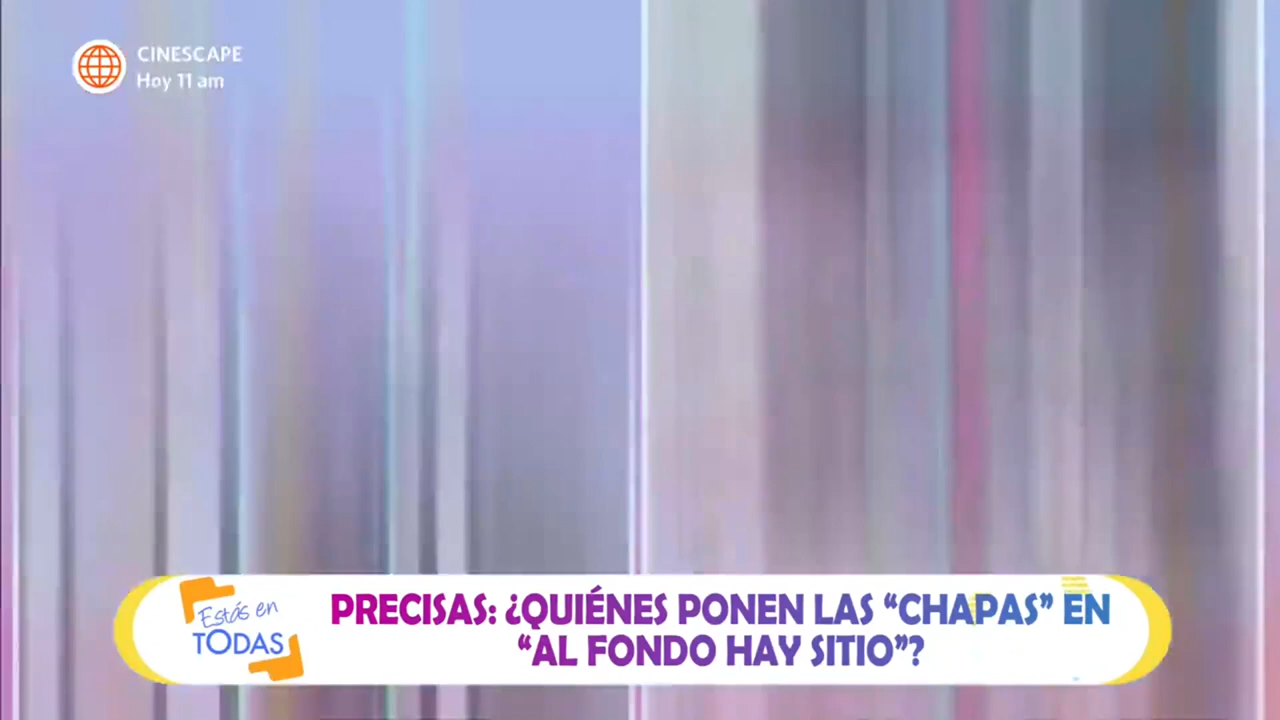 CINESCAPE
Hoy 11 am
Estás en
TODAS
PRECISAS: ¿QUIÉNES PONEN LAS “CHAPAS” EN
“AL FONDO HAY SITIO”?